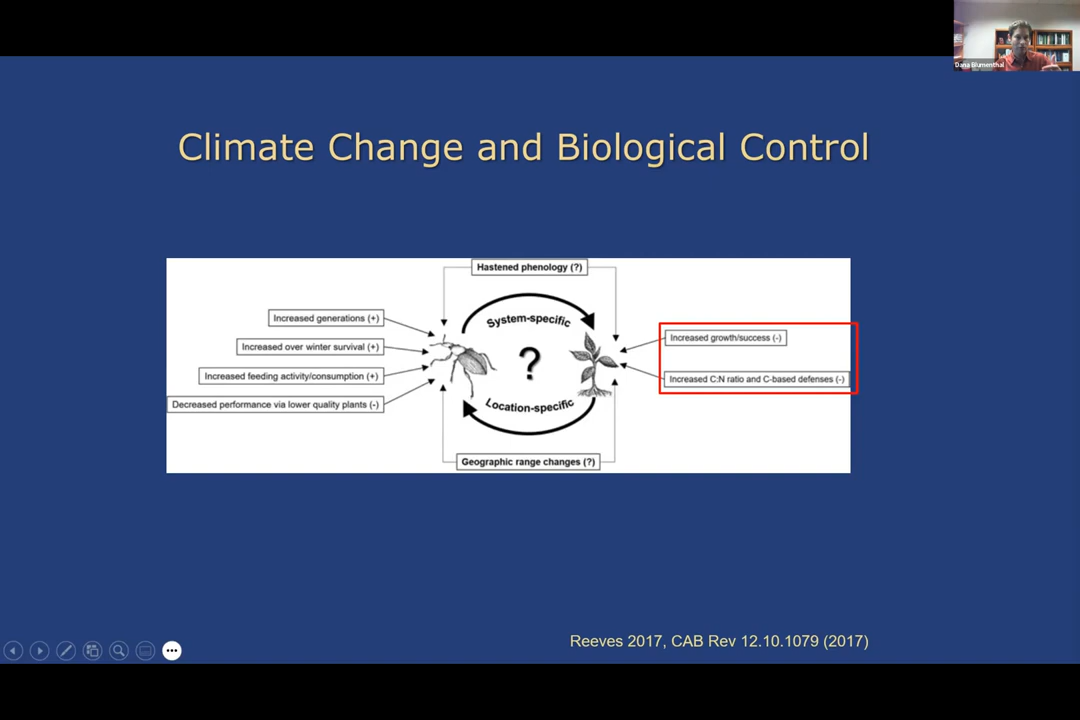 Dana Blumenthal
Climate Change and Biological Control
Hastened phenology (?)
Increased generations (+)
Increased over winter survival (+)
Increased feeding activity/consumption (+)
Decreased performance via lower quality plants (-)
System-specific
?
Location-specific
Increased growth/success (-)
Increased C:N ratio and C-based defenses (-)
Geographic range changes (?)
Reeves 2017, CAB Rev 12.10.1079 (2017)